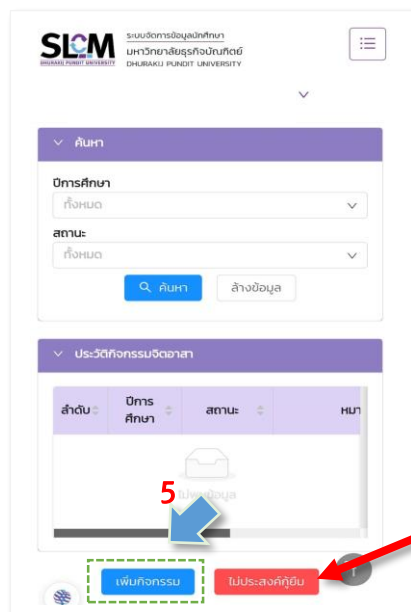 SLCM
DHURAKIJ PUNDIT UNIVERSITY
ระบบจัดการข้อมูลนักศึกษา
มหาวิทยาลัยธุรกิจบัณฑิตย์
DHURAKIJ PUNDIT UNIVERSITY
ค้นหา
ปีการศึกษา
ทั้งหมด
สถานะ
ทั้งหมด
ค้นหา ล้างข้อมูล
ประวัติกิจกรรมจิตอาสา
ลำดับ ปีการศึกษา สถานะ หมา
5
เพิ่มกิจกรรม ไม่ประสงค์กู้ยืม